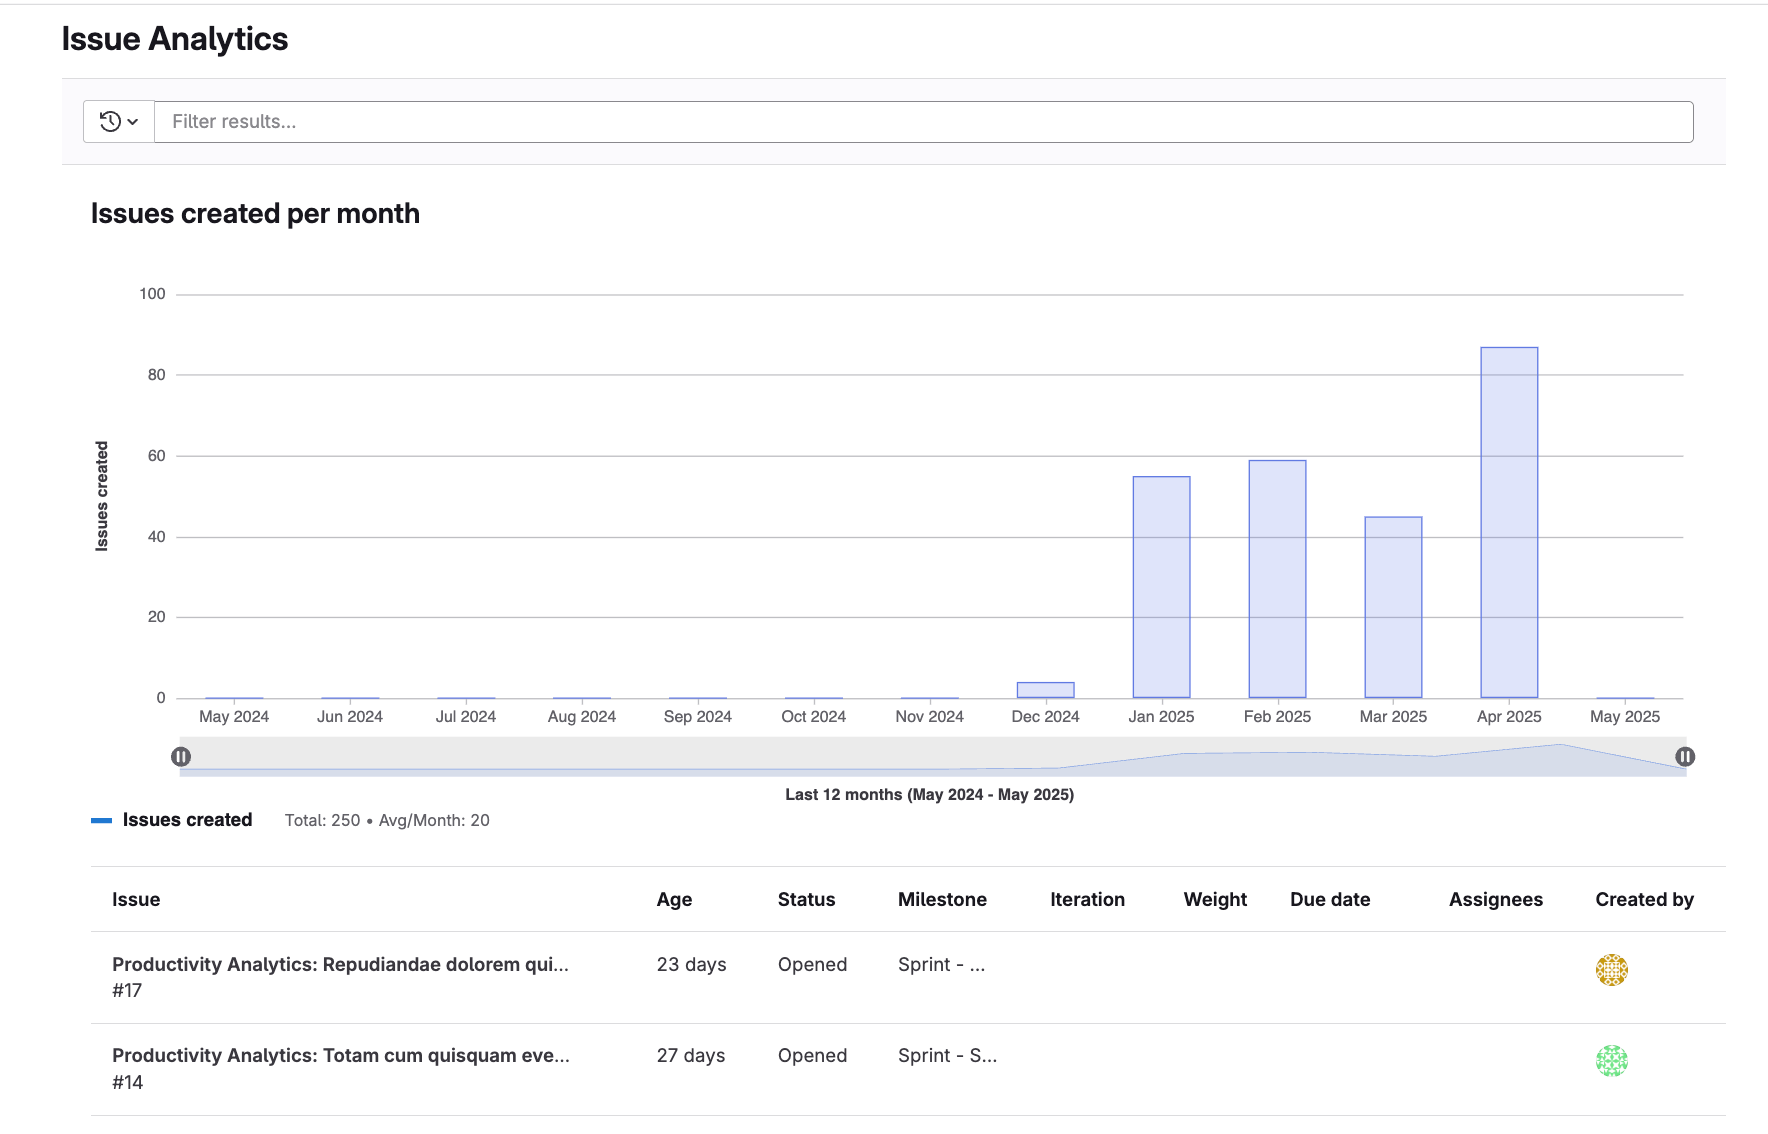 Issue Analytics
Filter results...
Issues created per month
Issues created
100
80
60
40
20
0
May 2024 Jun 2024 Jul 2024 Aug 2024 Sep 2024 Oct 2024 Nov 2024 Dec 2024 Jan 2025 Feb 2025 Mar 2025 Apr 2025 May 2025
Last 12 months (May 2024 - May 2025)
Issues created Total: 250 • Avg/Month: 20
Issue Age Status Milestone Iteration Weight Due date Assignees Created by
Productivity Analytics: Repudiandae dolorem qui... 23 days Opened Sprint - ...
#17
Productivity Analytics: Totam cum quisquam eve... 27 days Opened Sprint - S...
#14